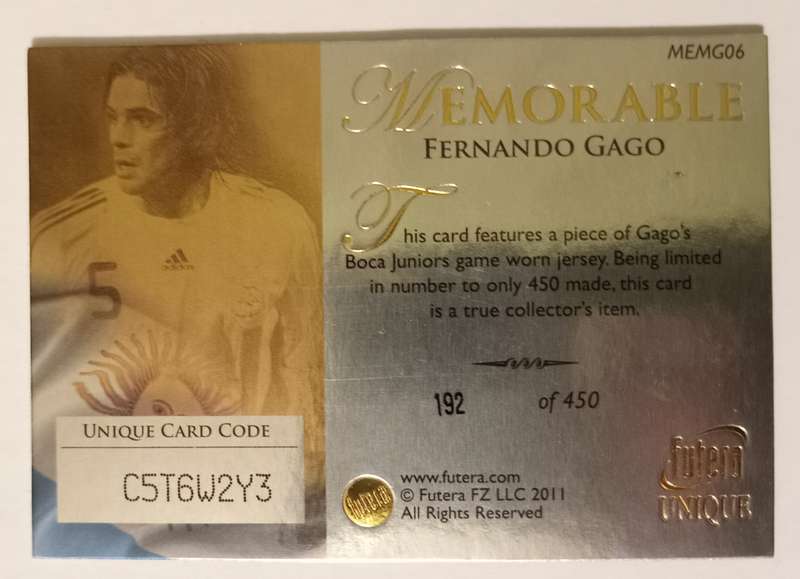 MEMG06
MEMORABLE
FERNANDO GAGO
This card features a piece of Gago's
Boca Juniors game worn jersey. Being limited
in number to only 450 made, this card
is a true collector's item.
192 of 450
adidas
5
UNIQUE CARD CODE
C5T6W2Y3
www.futera.com
© Futera FZ LLC 2011
All Rights Reserved
futera
futera
UNIQUE